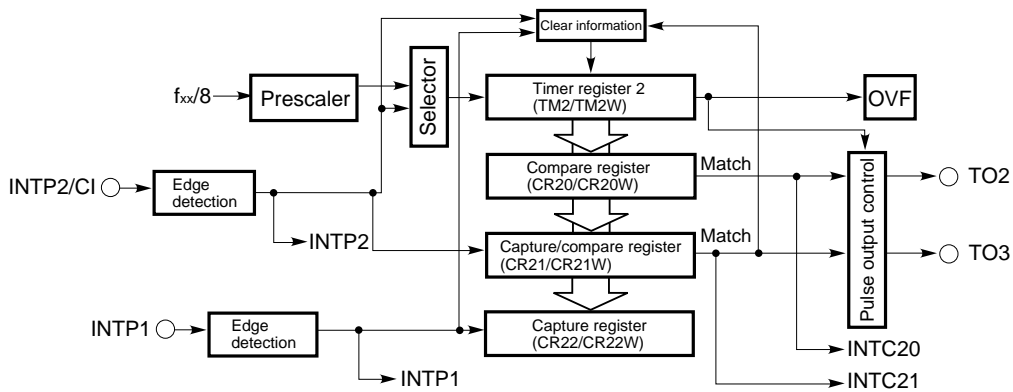 Clear information
fxx/8
Prescaler
Selector
Timer register 2
(TM2/TM2W)
OVF
INTP2/CI
Edge
detection
INTP2
Compare register
(CR20/CR20W)
Match
Capture/compare register
(CR21/CR21W)
Match
Pulse output control
TO2
TO3
INTP1
Edge
detection
INTP1
Capture register
(CR22/CR22W)
INTC20
INTC21